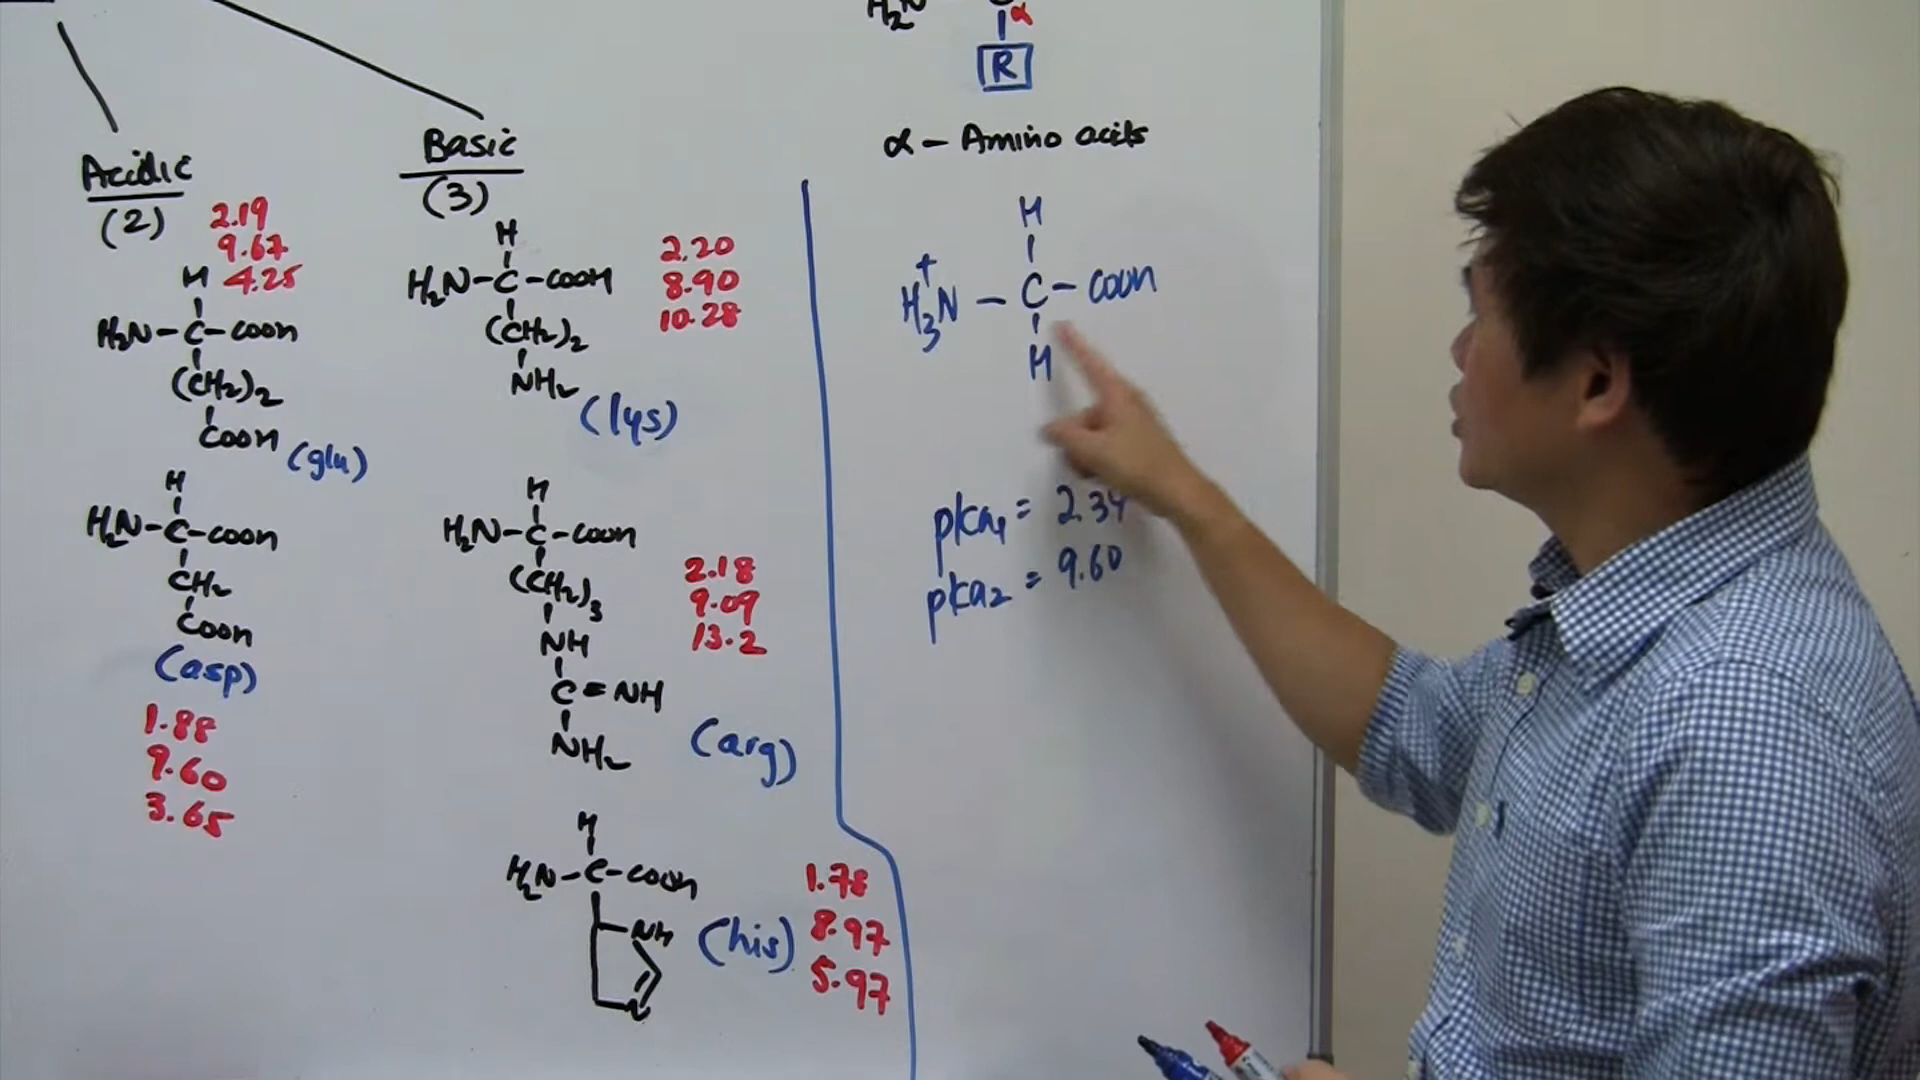 Acidic
(2)
2.19
9.67
4.25
H
H₂N-C-COOH
(CH₂)₂
COOH
(glu)
H
H₂N-C-COOH
CH₂
COOH
(asp)
1.88
9.60
3.65
Basic
(3)
H
H₂N-C-COOH
(CH₂)₂
NH₂
(lys)
2.20
8.90
10.28
H
H₂N-C-COOH
(CH₂)₃
NH
C=NH
NH₂
(arg)
2.18
9.09
13.2
H
H₂N-C-COOH
NH
N
(his)
1.78
8.97
5.97
H₂N
α
R
α - Amino acids
H
H₃N⁺ - C - COOH
H
pKa₁ = 2.34
pKa₂ = 9.60